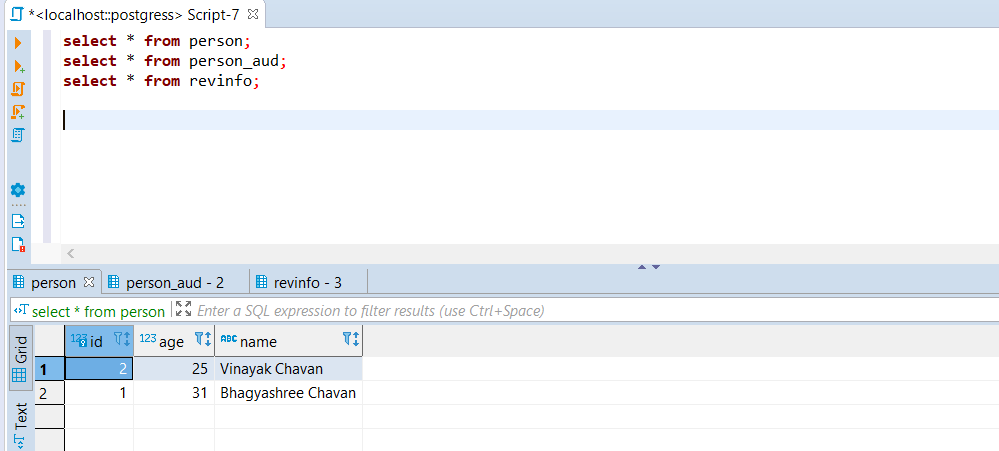 *<localhost::postgress> Script-7
select * from person;
select * from person_aud;
select * from revinfo;
person person_aud - 2 revinfo - 3
select * from person Enter a SQL expression to filter results (use Ctrl+Space)
Grid
Text
123 id 123 age ABC name
1 2 25 Vinayak Chavan
2 1 31 Bhagyashree Chavan